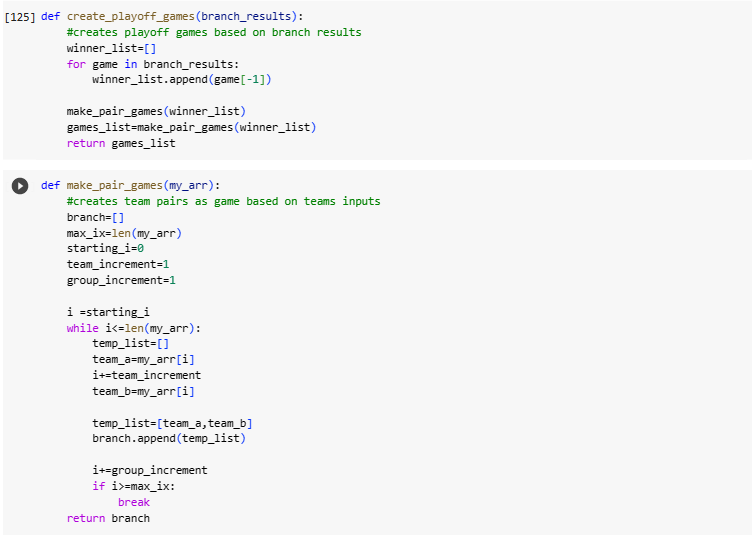 [125] def create_playoff_games(branch_results):
#creates playoff games based on branch results
winner_list=[]
for game in branch_results:
winner_list.append(game[-1])
make_pair_games(winner_list)
games_list=make_pair_games(winner_list)
return games_list
def make_pair_games(my_arr):
#creates team pairs as game based on teams inputs
branch=[]
max_ix=len(my_arr)
starting_i=0
team_increment=1
group_increment=1
i =starting_i
while i<=len(my_arr):
temp_list=[]
team_a=my_arr[i]
i+=team_increment
team_b=my_arr[i]
temp_list=[team_a,team_b]
branch.append(temp_list)
i+=group_increment
if i>=max_ix:
break
return branch